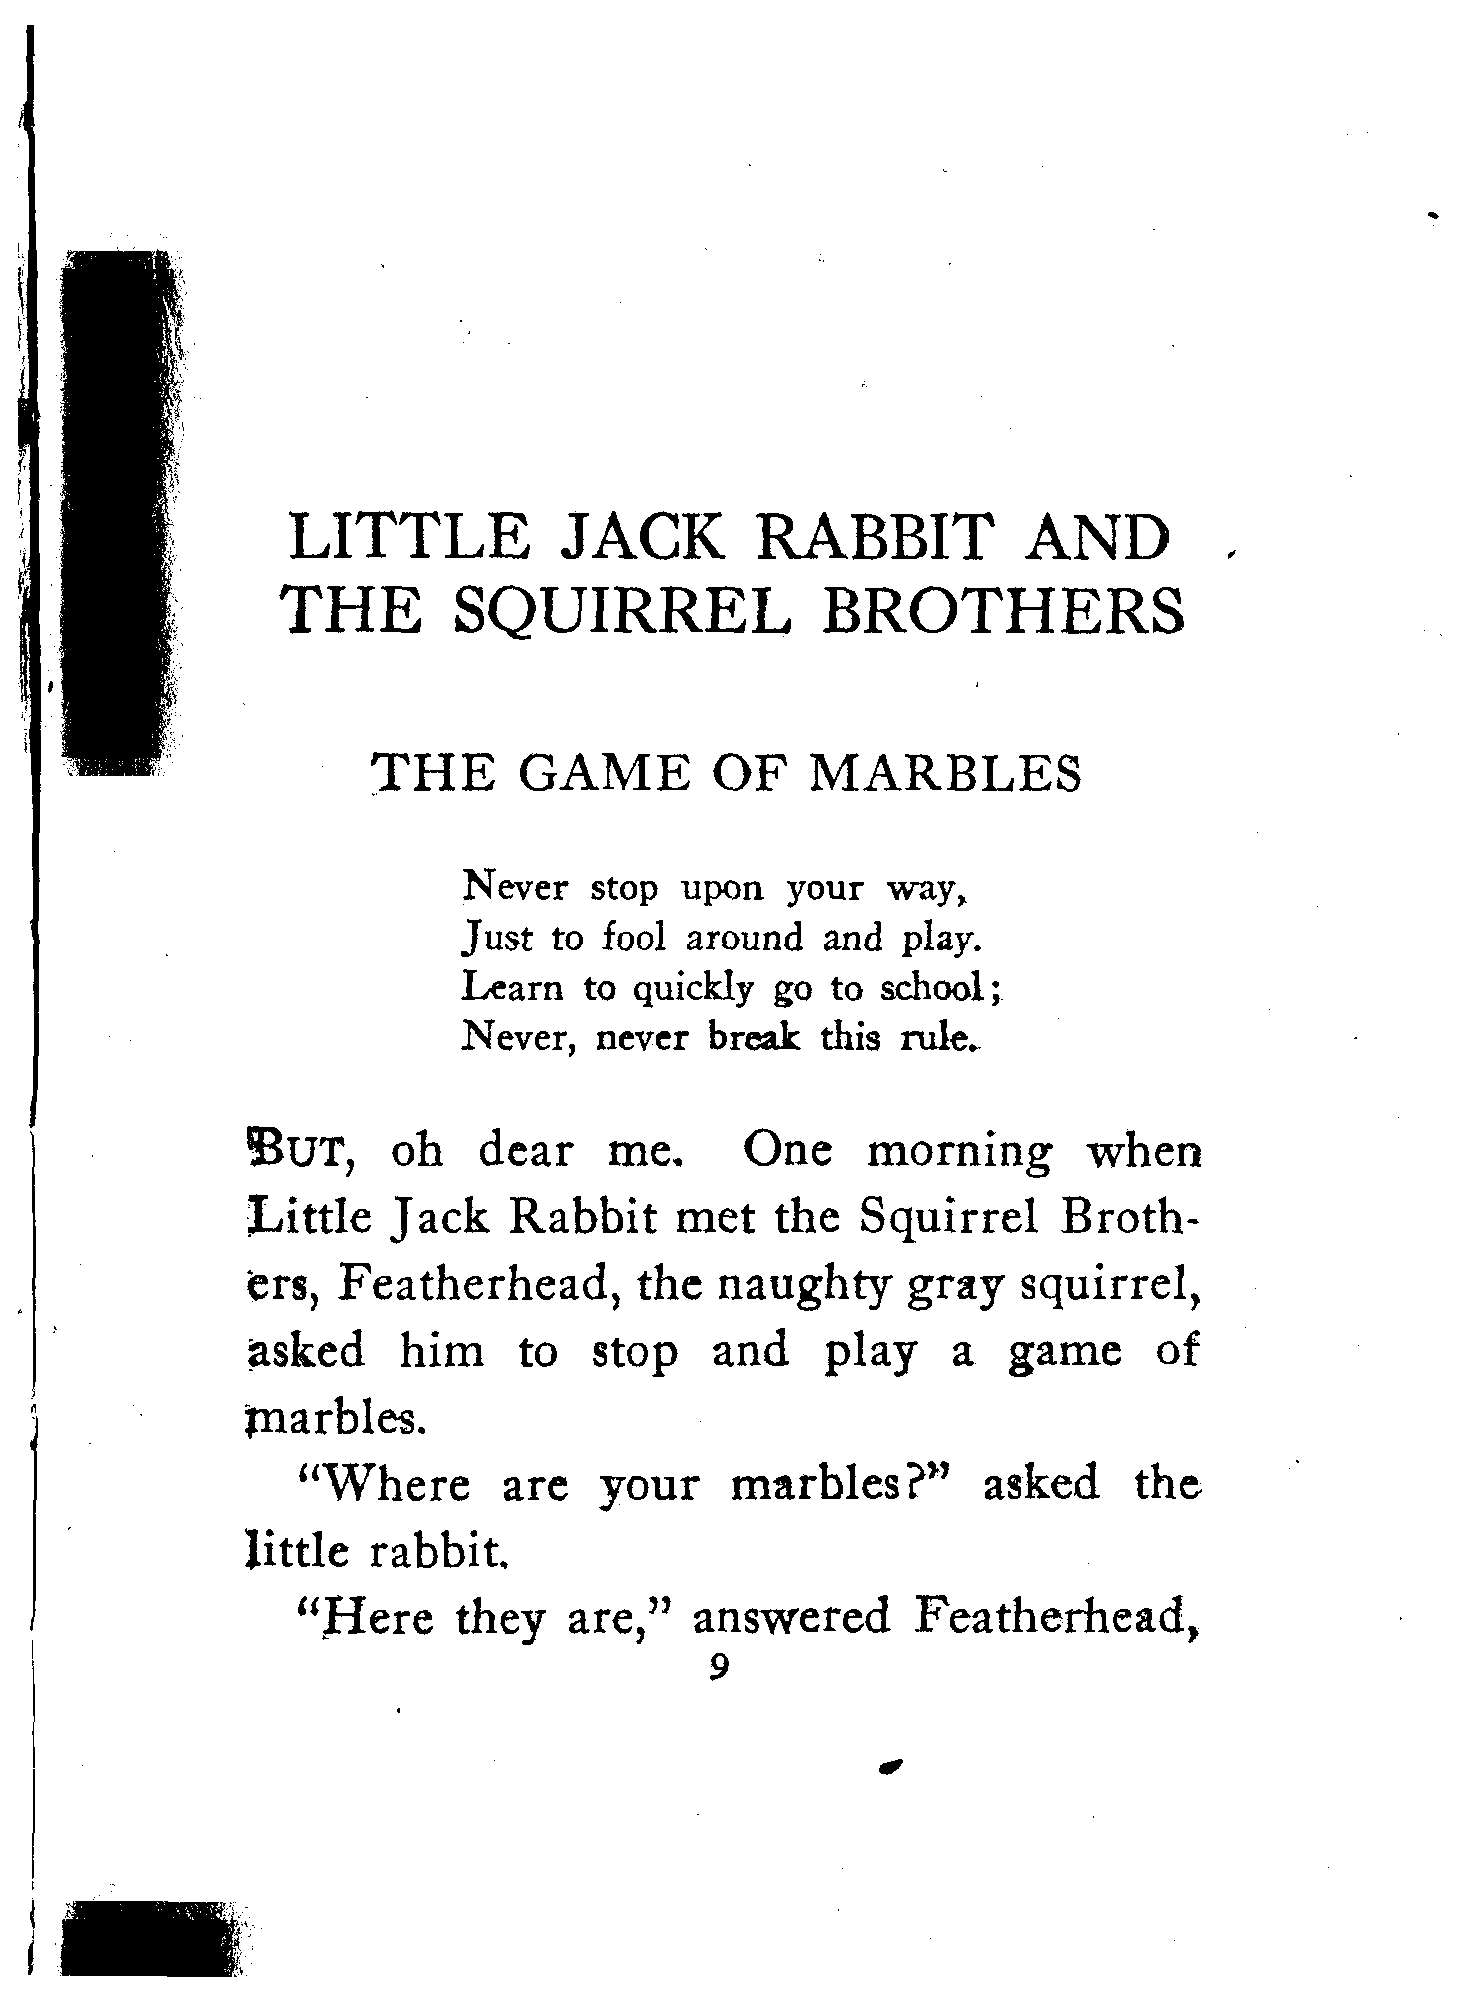 LITTLE JACK RABBIT AND
THE SQUIRREL BROTHERS
THE GAME OF MARBLES
Never stop upon your way,
Just to fool around and play.
Learn to quickly go to school;
Never, never break this rule.
BUT, oh dear me. One morning when
Little Jack Rabbit met the Squirrel Broth-
ers, Featherhead, the naughty gray squirrel,
asked him to stop and play a game of
marbles.
"Where are your marbles?" asked the
little rabbit.
"Here they are," answered Featherhead,
9